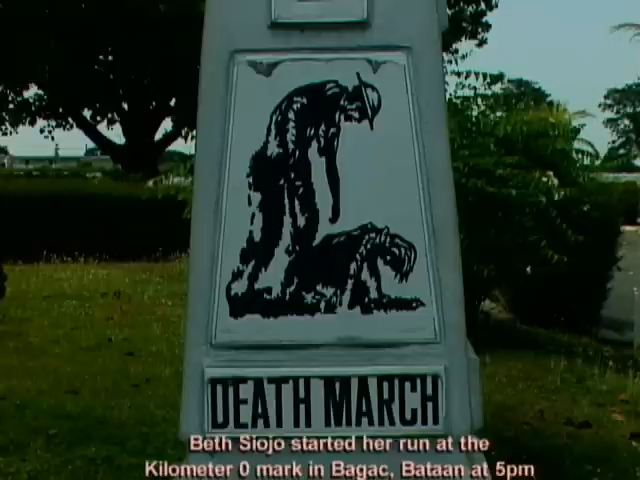 DEATH MARCH
Beth Siojo started her run at the
Kilometer 0 mark in Bagac, Bataan at 5pm